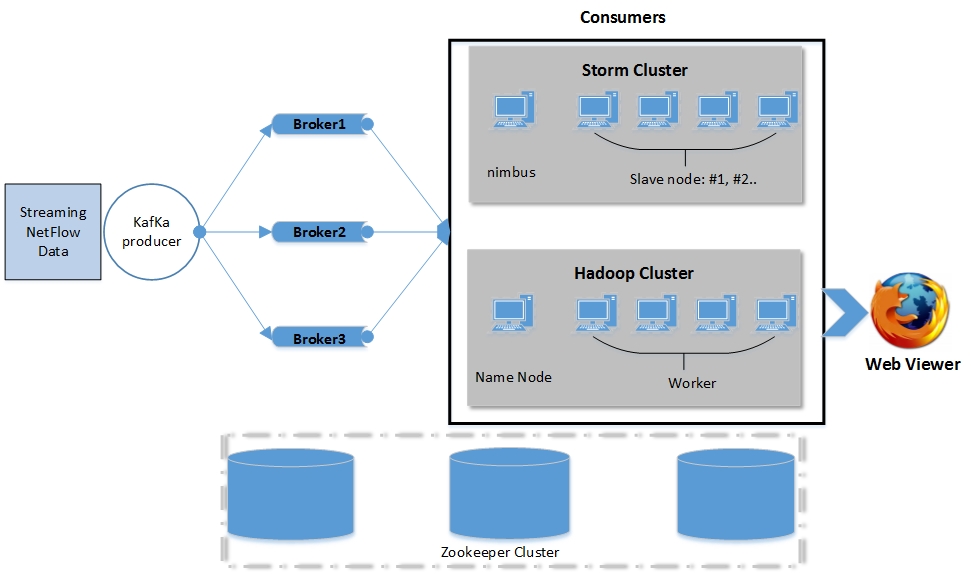 Consumers
Storm Cluster
nimbus
Slave node: #1, #2..
Broker1
Broker2
Broker3
Streaming
NetFlow
Data
KafKa
producer
Hadoop Cluster
Name Node
Worker
Web Viewer
Zookeeper Cluster